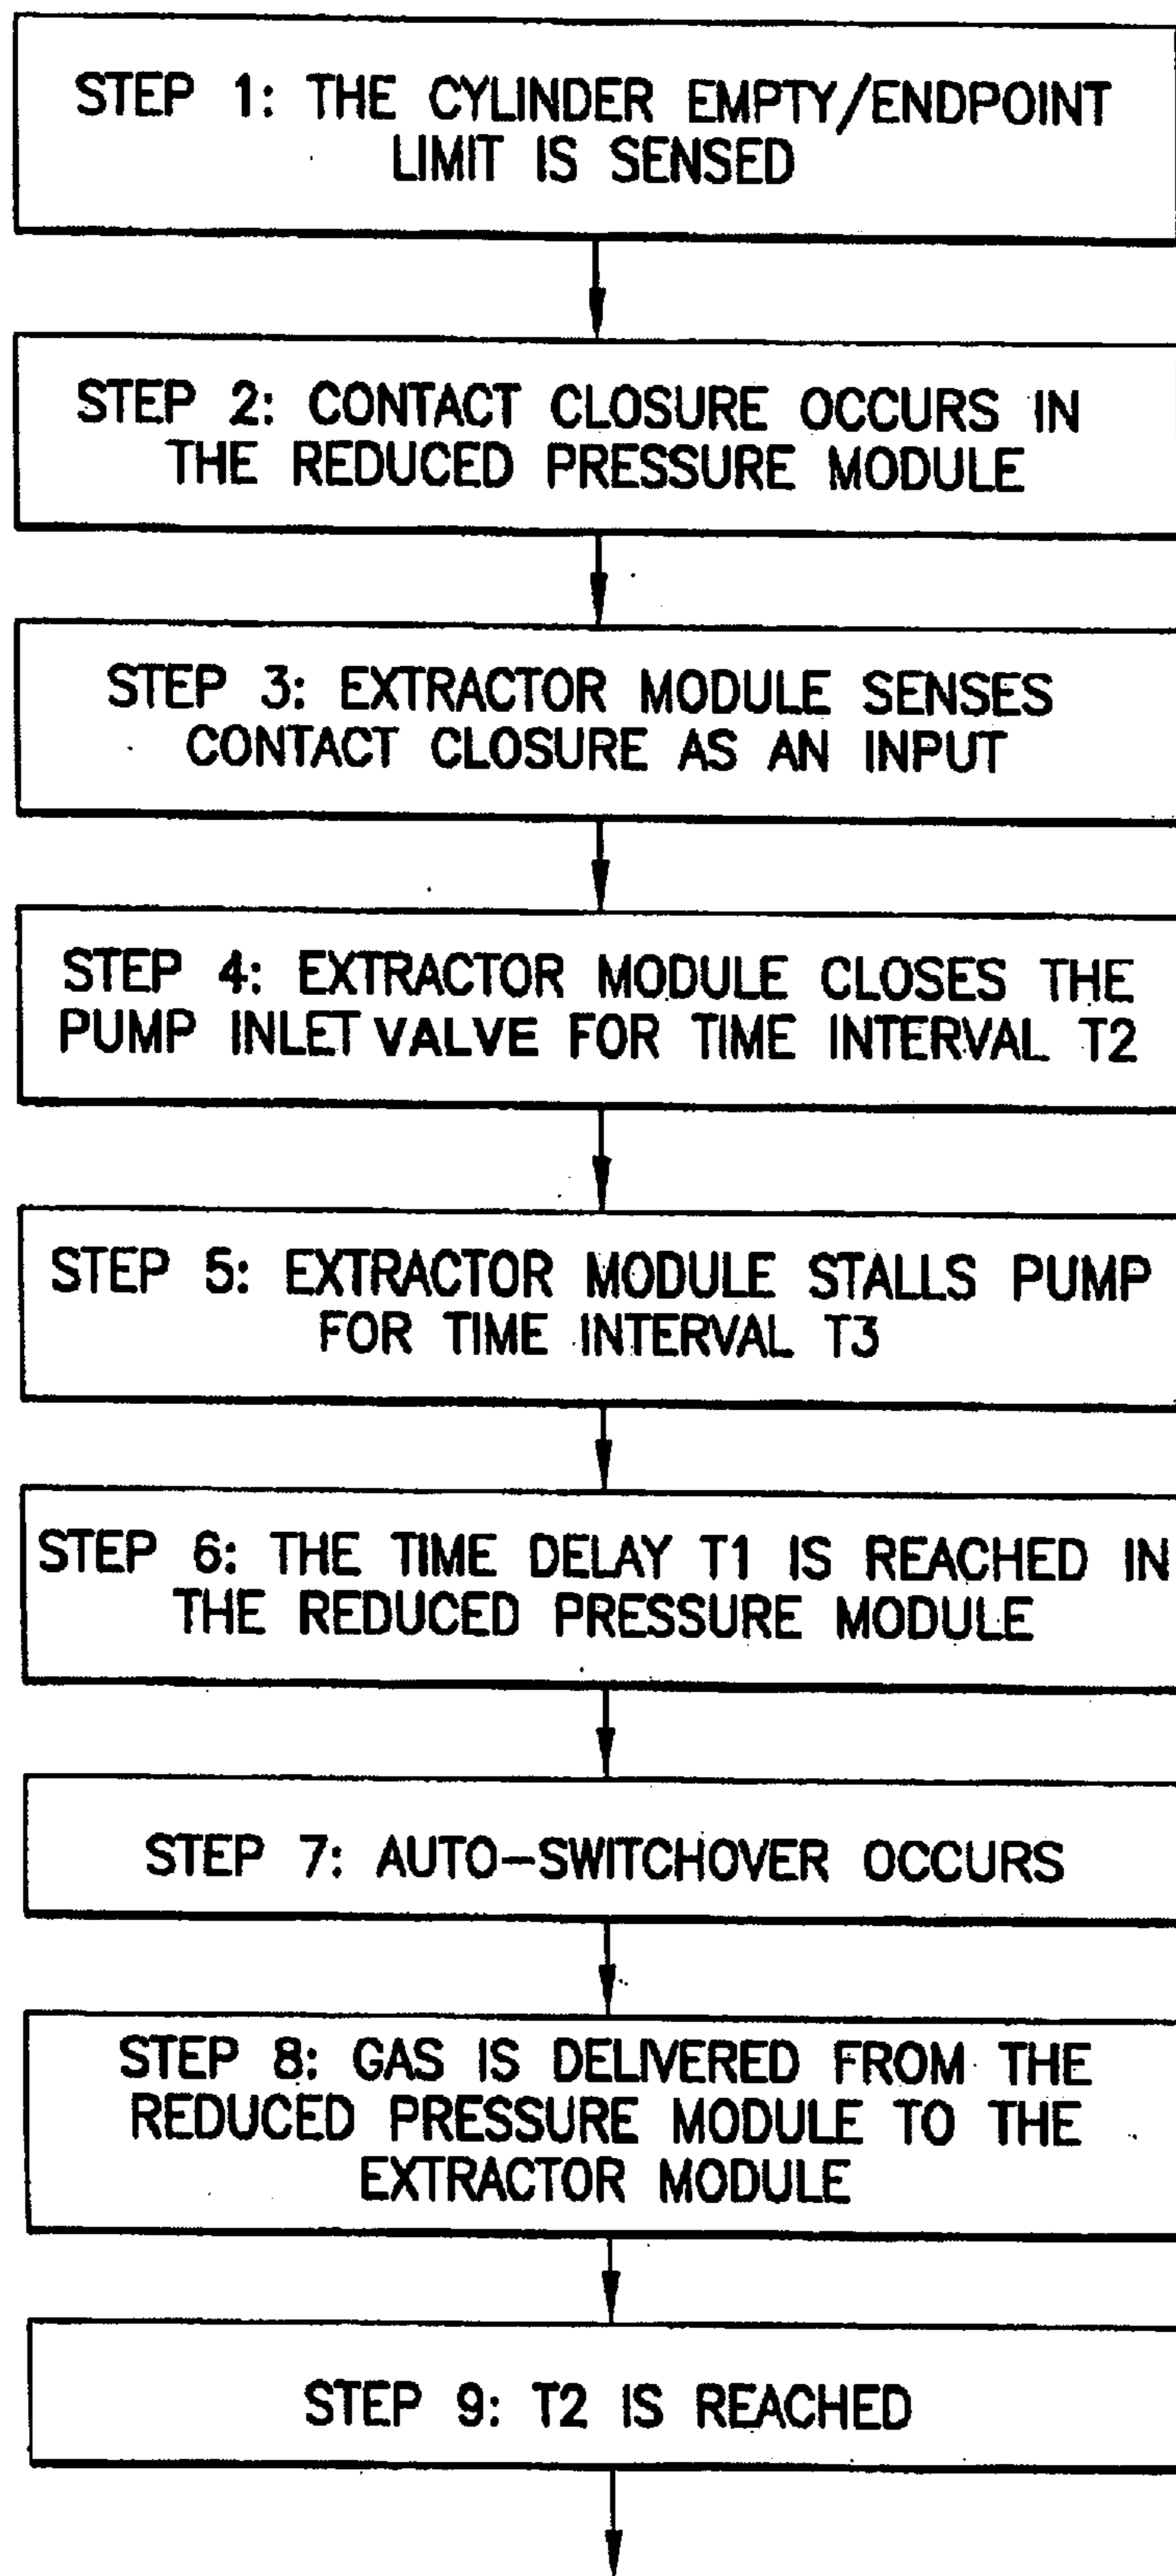 STEP 1: THE CYLINDER EMPTY/ENDPOINT
LIMIT IS SENSED
STEP 2: CONTACT CLOSURE OCCURS IN
THE REDUCED PRESSURE MODULE
STEP 3: EXTRACTOR MODULE SENSES
CONTACT CLOSURE AS AN INPUT
STEP 4: EXTRACTOR MODULE CLOSES THE
PUMP INLET VALVE FOR TIME INTERVAL T2
STEP 5: EXTRACTOR MODULE STALLS PUMP
FOR TIME INTERVAL T3
STEP 6: THE TIME DELAY T1 IS REACHED IN
THE REDUCED PRESSURE MODULE
STEP 7: AUTO-SWITCHOVER OCCURS
STEP 8: GAS IS DELIVERED FROM THE
REDUCED PRESSURE MODULE TO THE
EXTRACTOR MODULE
STEP 9: T2 IS REACHED